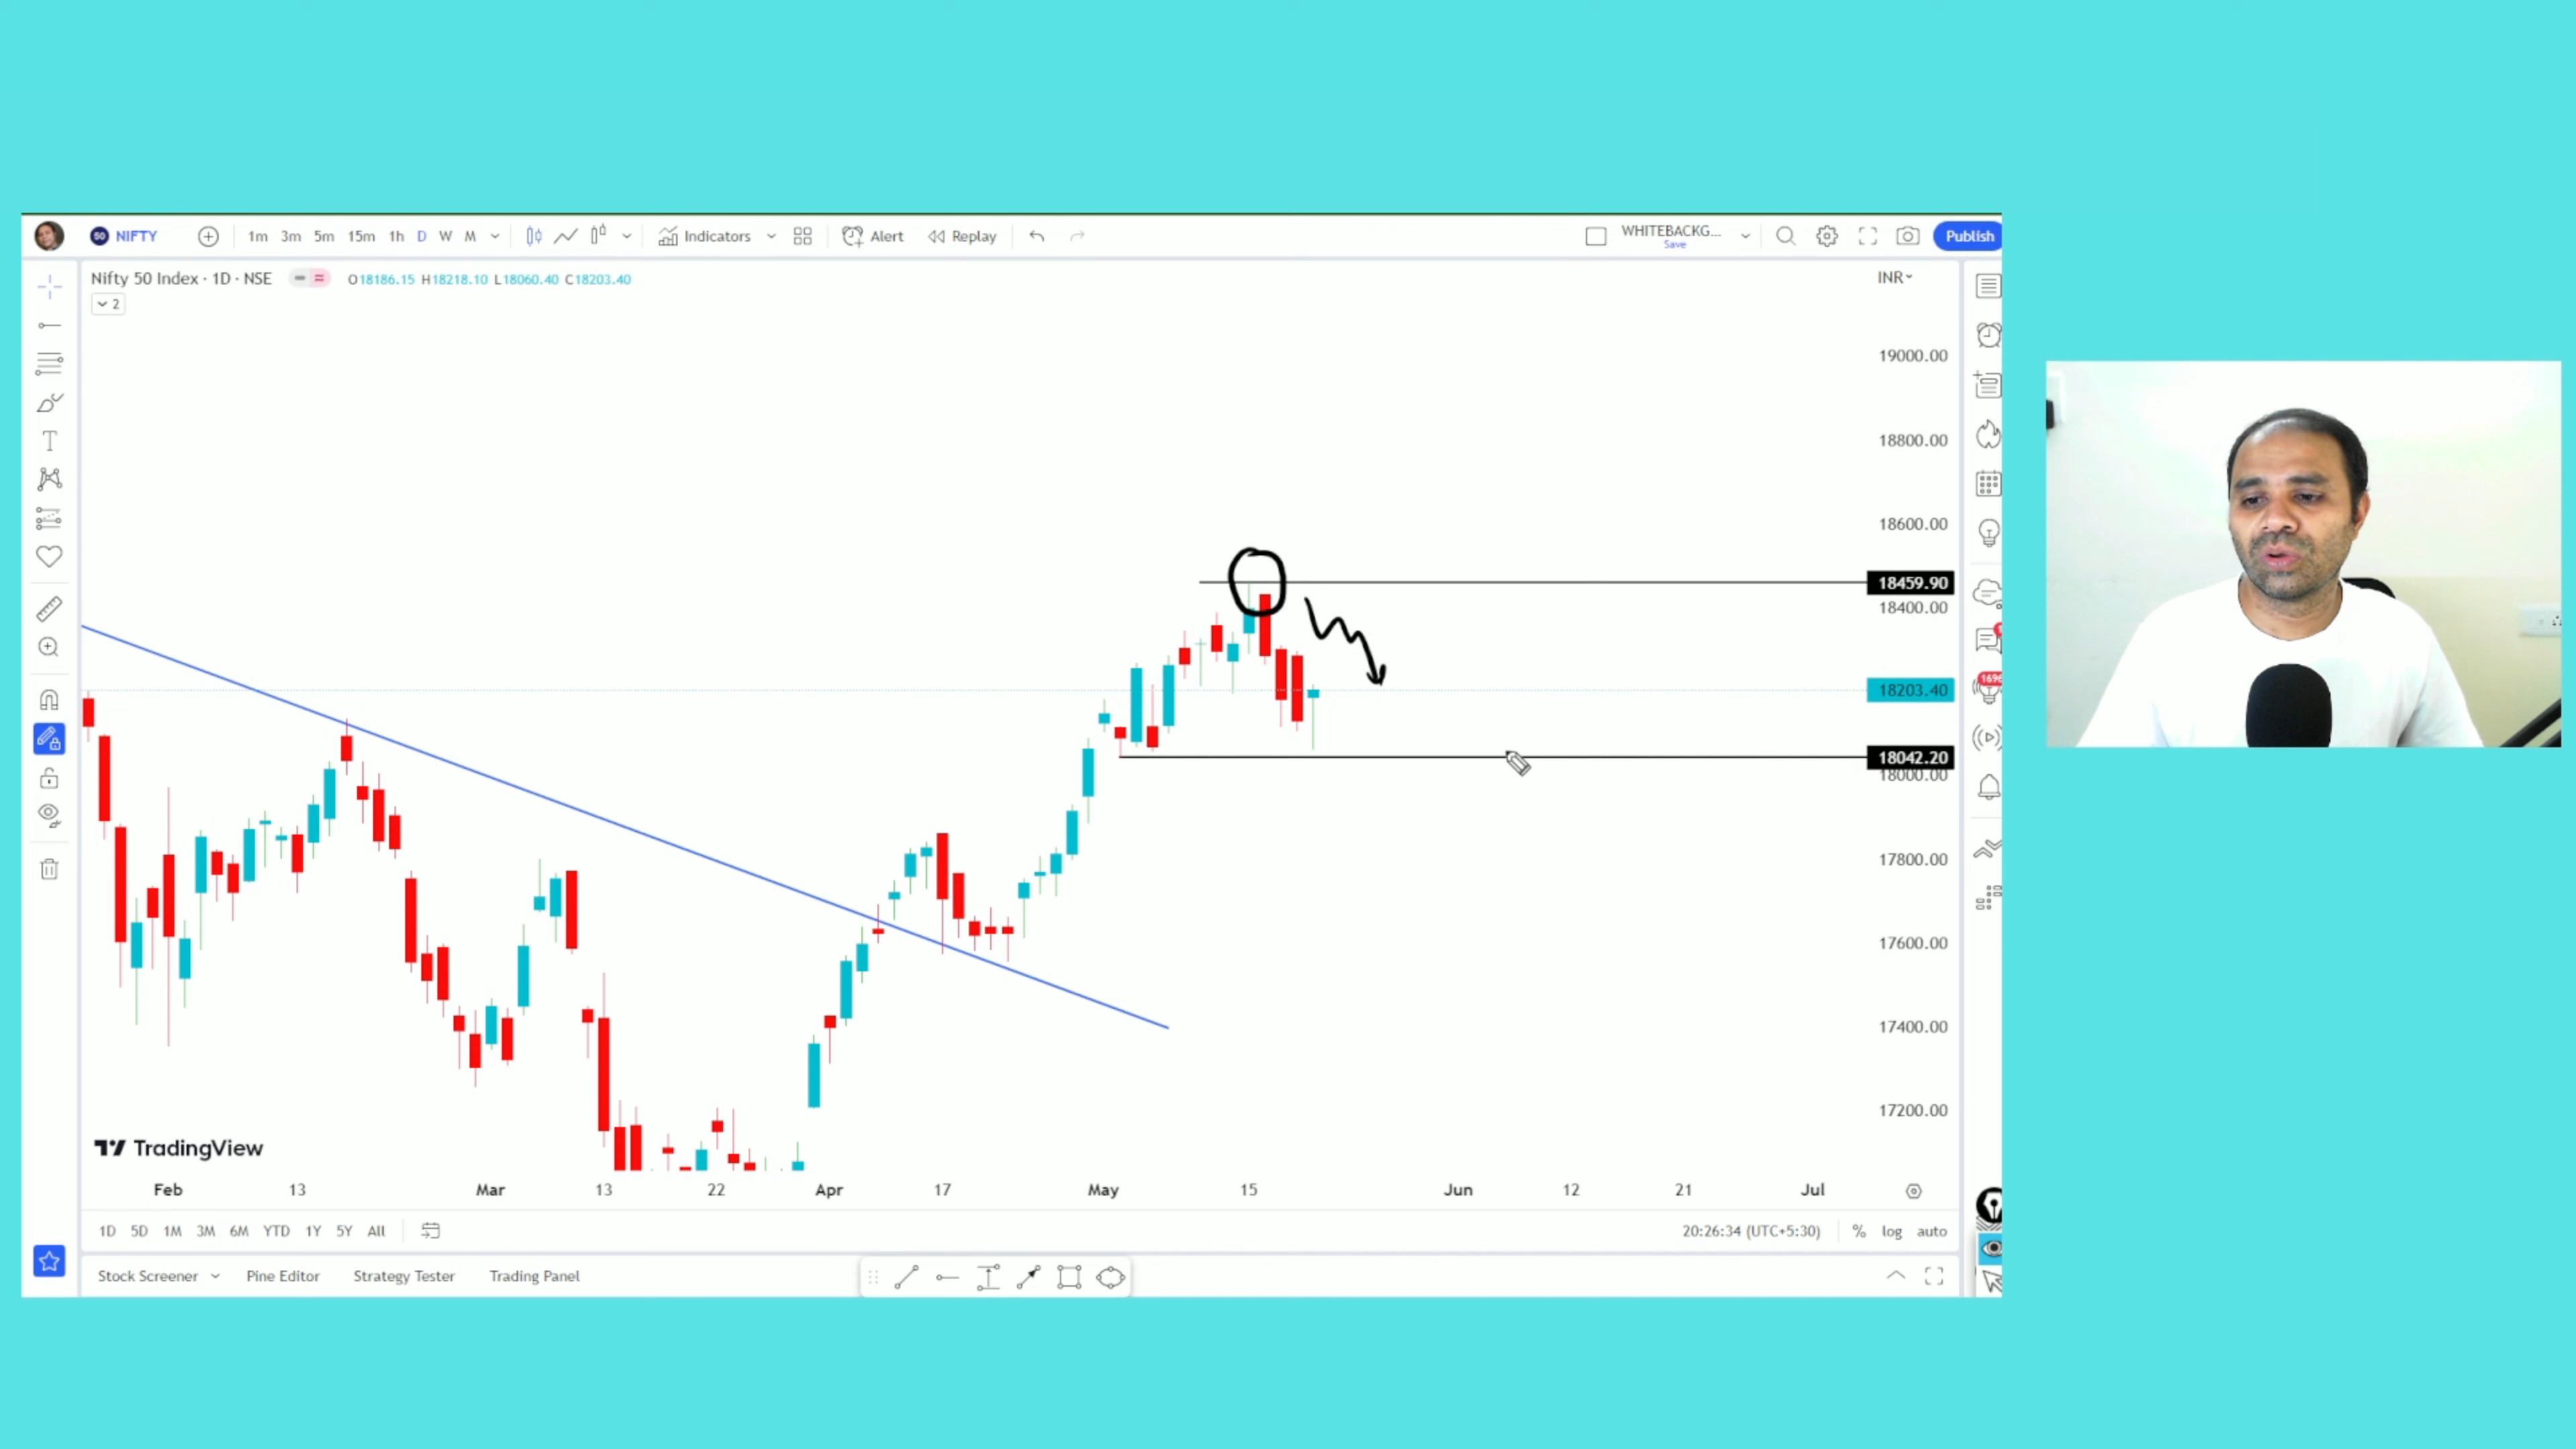 NIFTY 1m 3m 5m 15m 1h D W M Indicators Alert Replay WHITEBACKG... Publish
Save
Nifty 50 Index · 1D · NSE O18186.15 H18218.10 L18060.40 C18203.40 INR
2
19000.00
18800.00
18600.00
18459.90
18400.00
18203.40
18042.20
18000.00
17800.00
17600.00
17400.00
17200.00
T
50
169
TradingView
Feb 13 Mar 13 22 Apr 17 May 15 Jun 12 21 Jul
1D 5D 1M 3M 6M YTD 1Y 5Y All 20:26:34 (UTC+5:30) % log auto
Stock Screener Pine Editor Strategy Tester Trading Panel